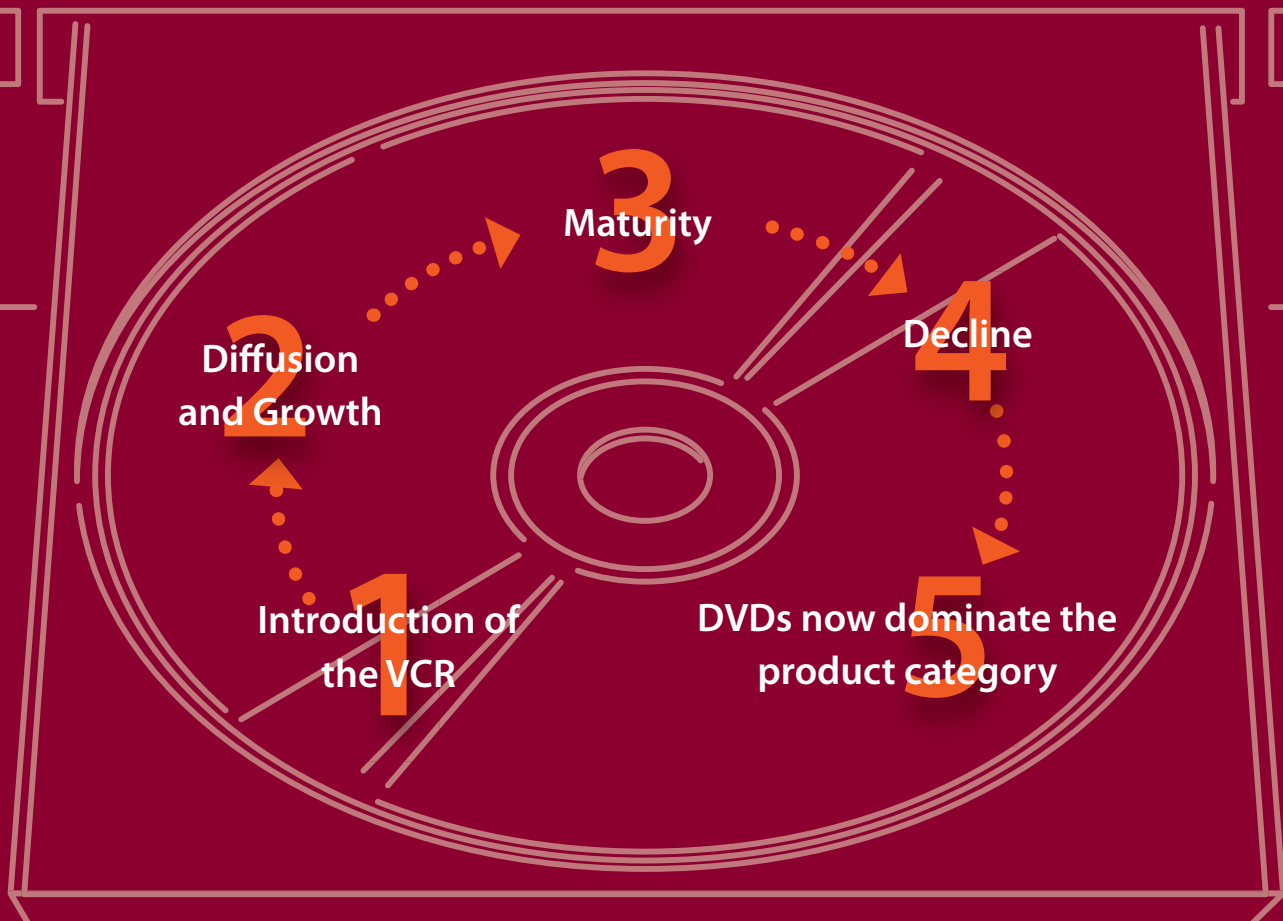 1
Introduction of
the VCR
2
Diffusion
and Growth
3
Maturity
4
Decline
5
DVDs now dominate the
product category